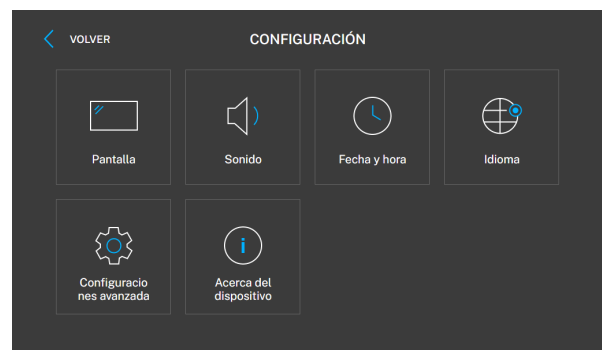 VOLVER
CONFIGURACIÓN
Pantalla
Sonido
Fecha y hora
Idioma
Configuracio
nes avanzada
Acerca del
dispositivo